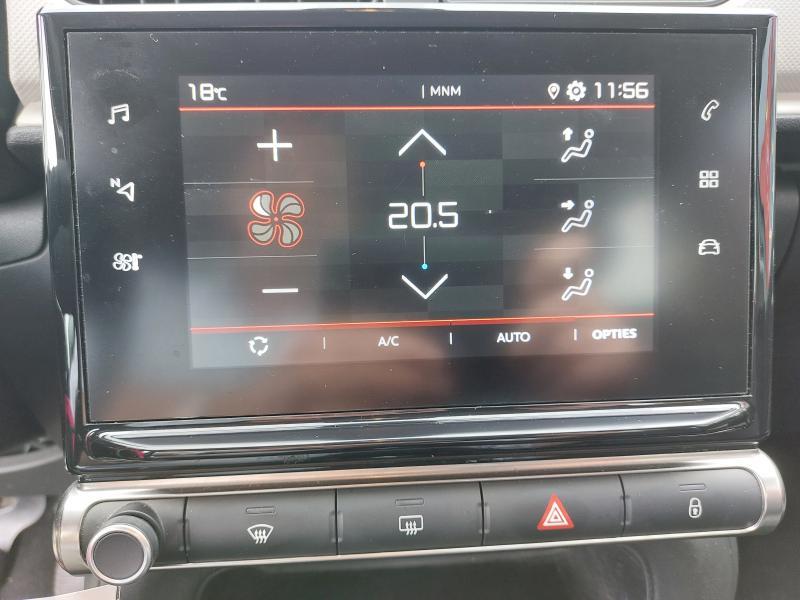 18°C | MNM 11:56
N
20.5
| A/C | AUTO | OPTIES